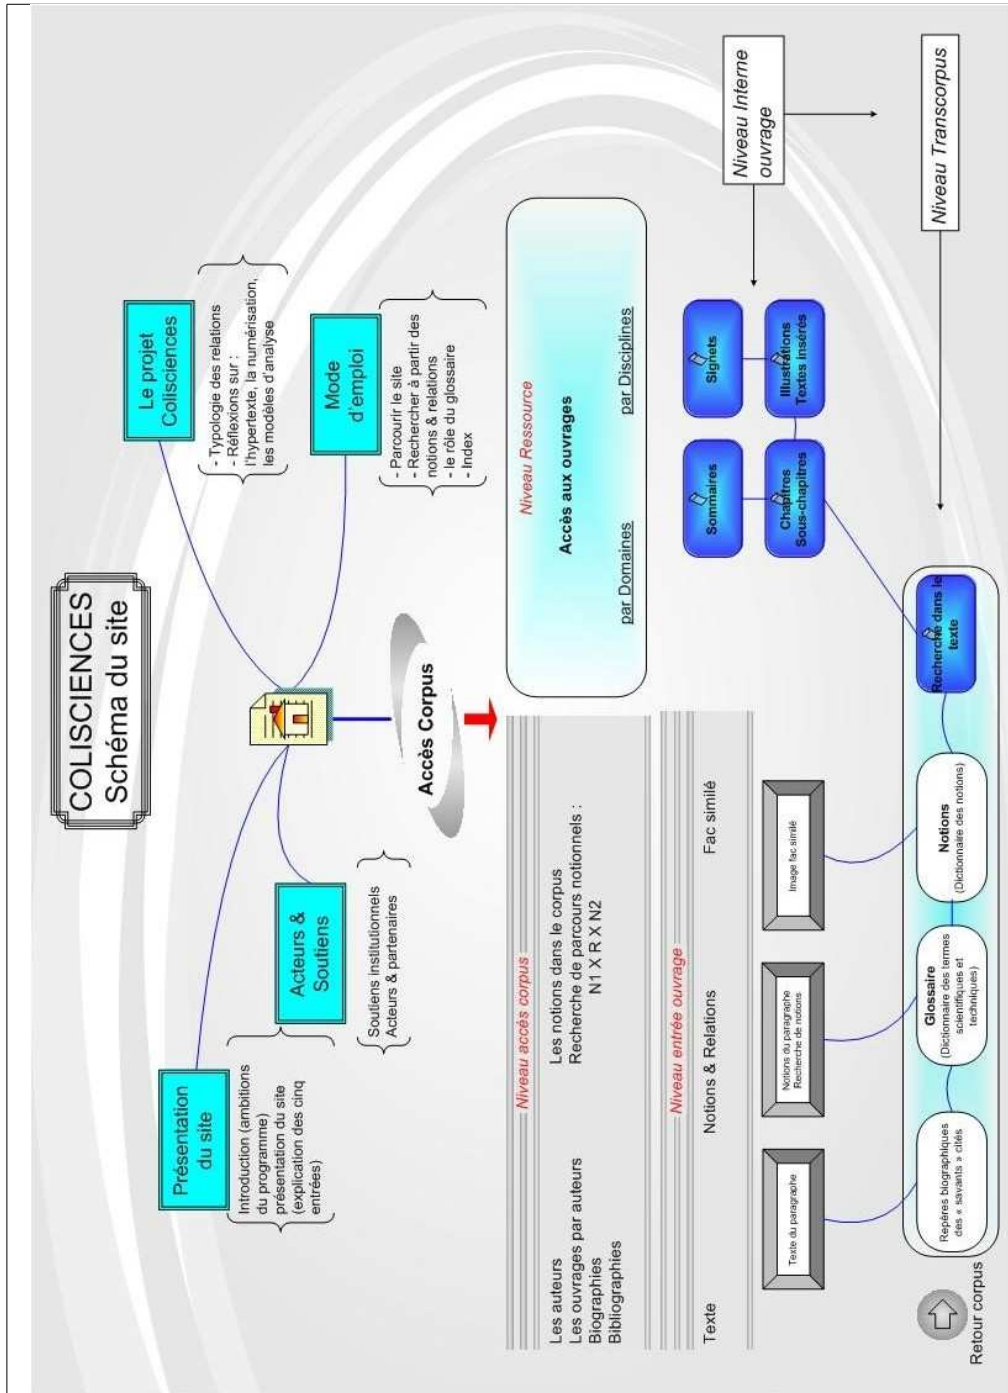 COLISCIENCES
Schéma du site
Présentation
du site
Introduction (ambitions
du programme)
présentation du site
(explication des cinq
entrées)
Acteurs &
Soutiens
Soutiens institutionnels
Acteurs & partenaires
Le projet
Colisciences
- Typologie des relations
- Réflexions sur :
l'hypertexte, la numérisation,
les modèles d'analyse
Mode
d'emploi
- Parcourir le site
- Rechercher à partir des
notions & relations
- le rôle du glossaire
- Index
Accès Corpus
Niveau accès corpus
Les auteurs
Les ouvrages par auteurs
Biographies
Bibliographies
Les notions dans le corpus
Recherche de parcours notionnels :
N1 X R X N2
Niveau Ressource
Accès aux ouvrages
par Domaines
par Disciplines
Niveau entrée ouvrage
Texte
Notions & Relations
Fac similé
Texte du paragraphe
Notions du paragraphe
Recherche de notions
Image fac similé
Niveau Interne
ouvrage
Sommaires
Signets
Chapitres
Sous-chapitres
Illustrations
Textes insérés
Niveau Transcorpus
Retour corpus
Repères biographiques
des « savants » cités
Glossaire
(Dictionnaire des termes
scientifiques et
techniques)
Notions
(Dictionnaire des notions)
Recherche dans le
texte